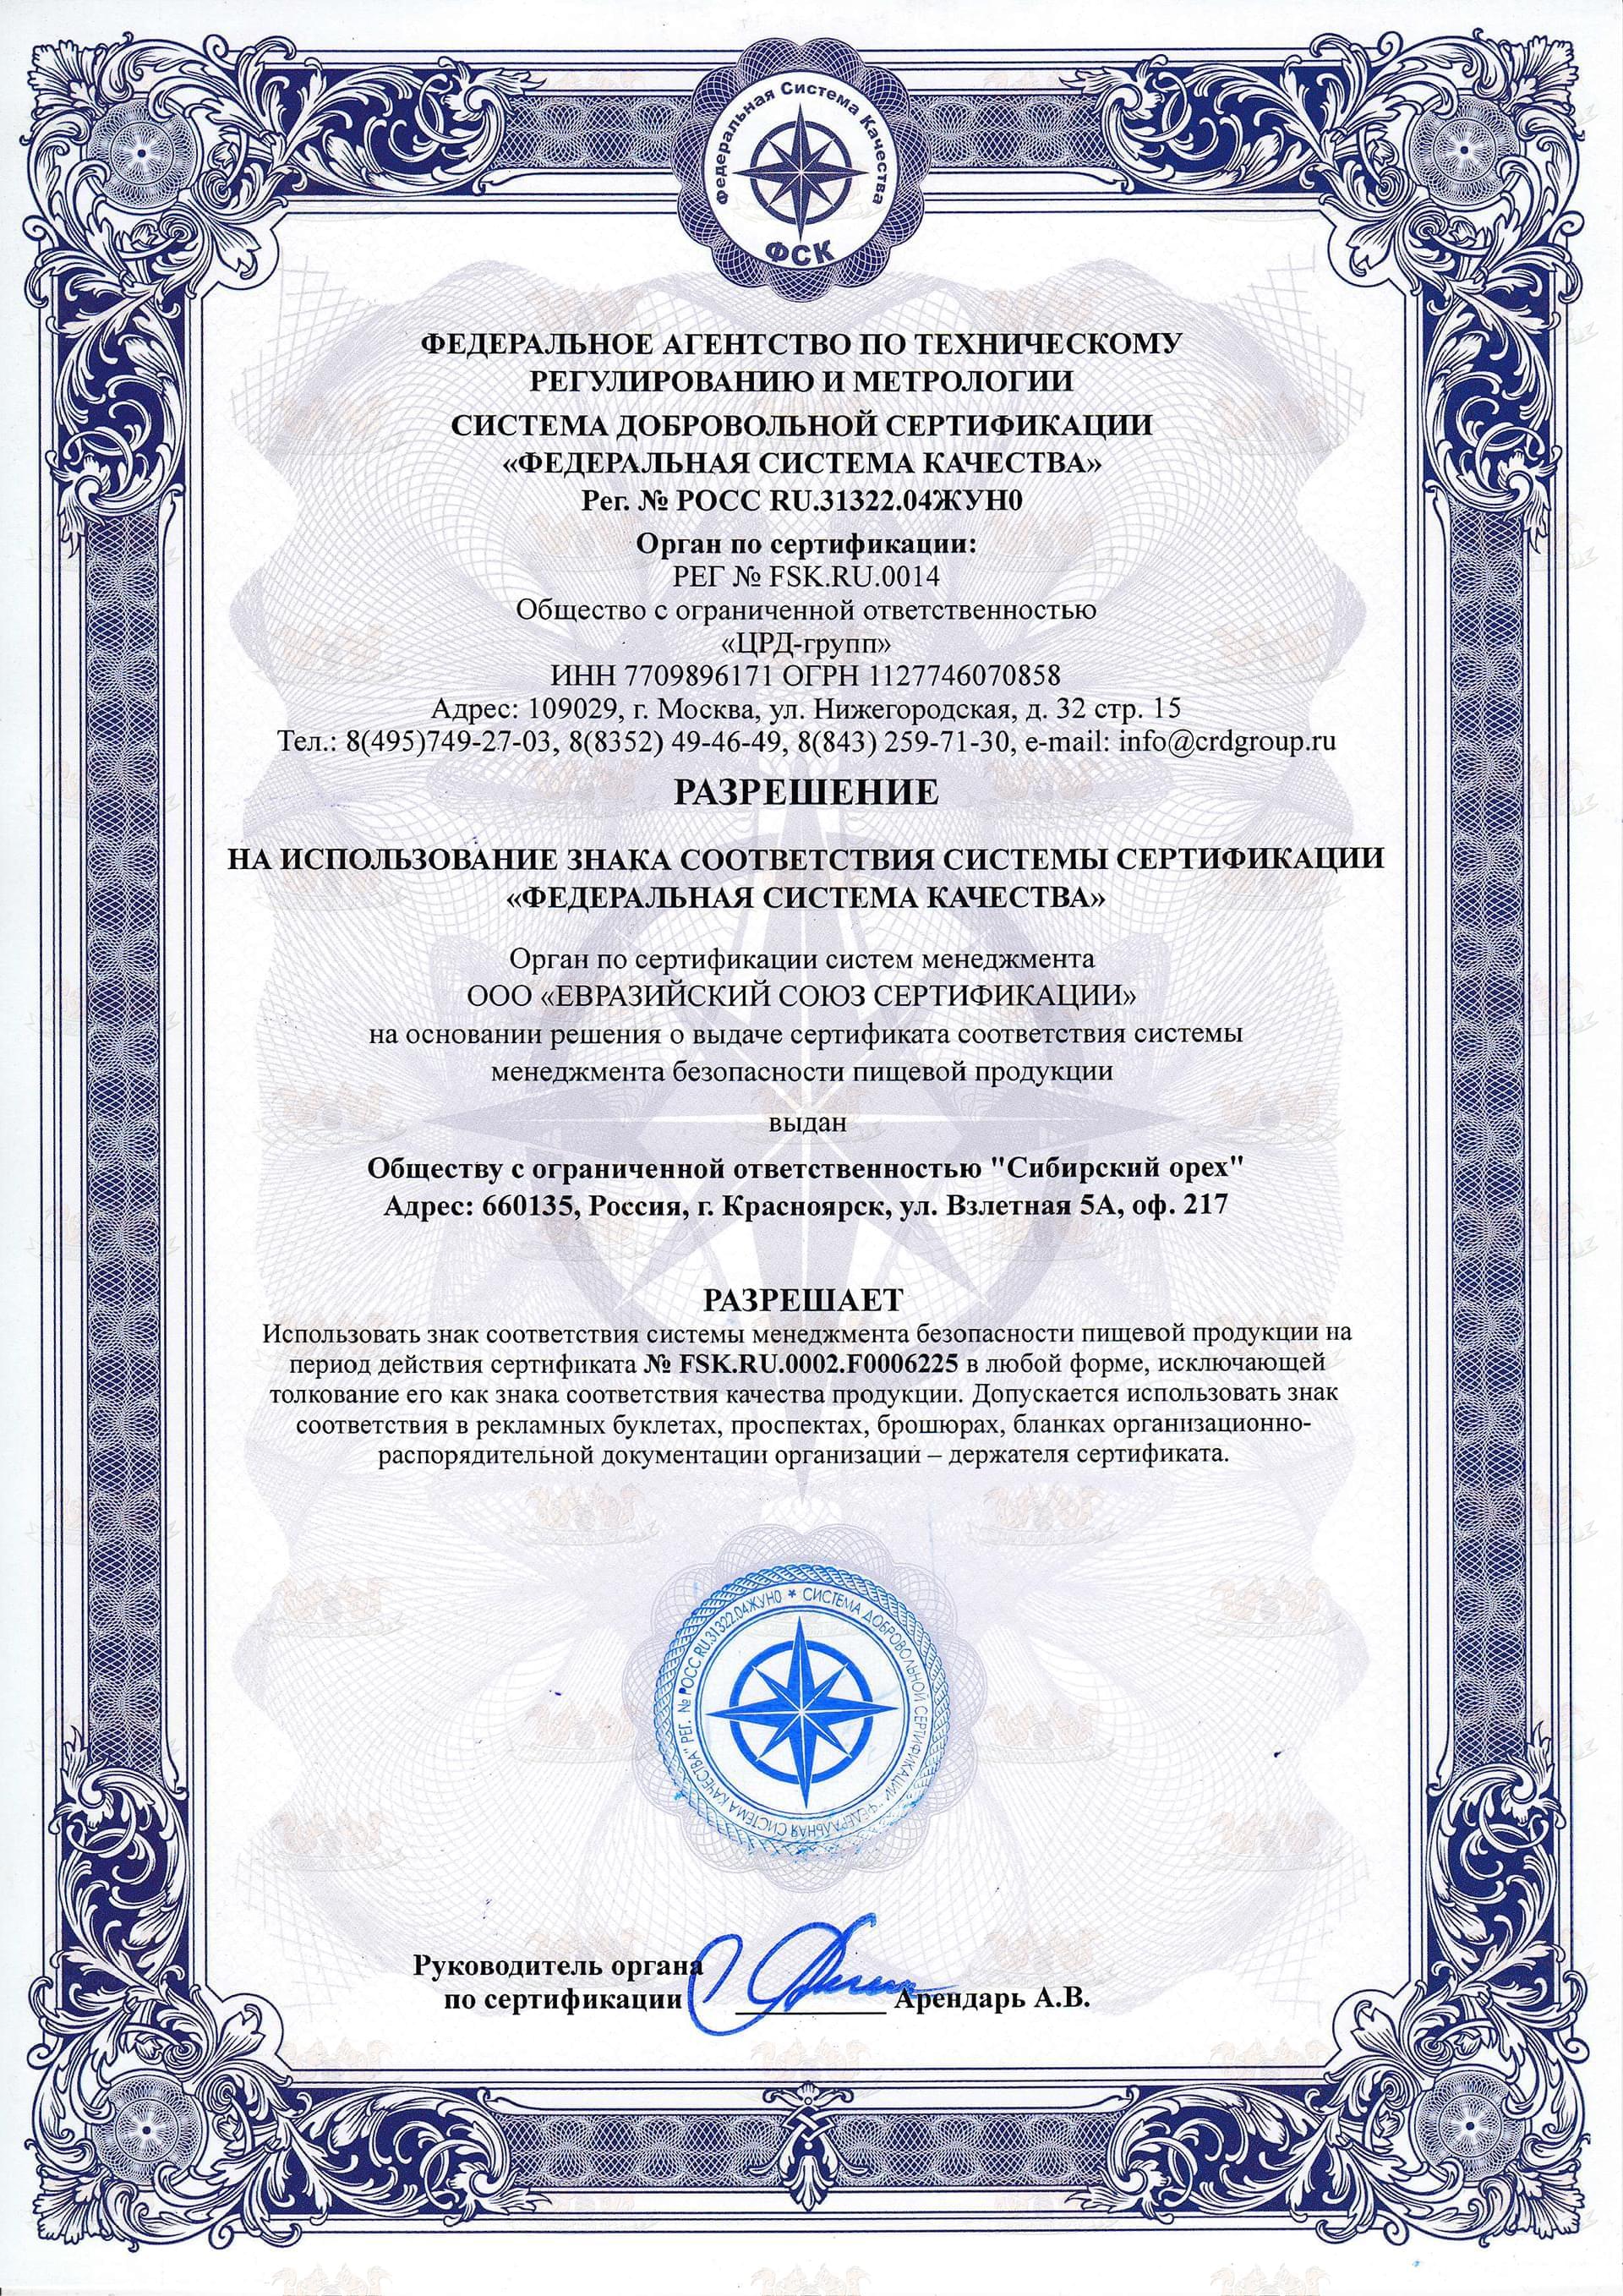 Федеральная Система Качества
ФСК
ФЕДЕРАЛЬНОЕ АГЕНТСТВО ПО ТЕХНИЧЕСКОМУ
РЕГУЛИРОВАНИЮ И МЕТРОЛОГИИ
СИСТЕМА ДОБРОВОЛЬНОЙ СЕРТИФИКАЦИИ
«ФЕДЕРАЛЬНАЯ СИСТЕМА КАЧЕСТВА»
Рег. № РОСС RU.31322.04ЖУН0
Орган по сертификации:
РЕГ № FSK.RU.0014
Общество с ограниченной ответственностью
«ЦРД-групп»
ИНН 7709896171 ОГРН 1127746070858
Адрес: 109029, г. Москва, ул. Нижегородская, д. 32 стр. 15
Тел.: 8(495)749-27-03, 8(8352) 49-46-49, 8(843) 259-71-30, e-mail: info@crdgroup.ru
РАЗРЕШЕНИЕ
НА ИСПОЛЬЗОВАНИЕ ЗНАКА СООТВЕТСТВИЯ СИСТЕМЫ СЕРТИФИКАЦИИ
«ФЕДЕРАЛЬНАЯ СИСТЕМА КАЧЕСТВА»
Орган по сертификации систем менеджмента
ООО «ЕВРАЗИЙСКИЙ СОЮЗ СЕРТИФИКАЦИИ»
на основании решения о выдаче сертификата соответствия системы
менеджмента безопасности пищевой продукции
выдан
Обществу с ограниченной ответственностью "Сибирский орех"
Адрес: 660135, Россия, г. Красноярск, ул. Взлетная 5А, оф. 217
РАЗРЕШАЕТ
Использовать знак соответствия системы менеджмента безопасности пищевой продукции на
период действия сертификата № FSK.RU.0002.F0006225 в любой форме, исключающей
толкование его как знака соответствия качества продукции. Допускается использовать знак
соответствия в рекламных буклетах, проспектах, брошюрах, бланках организационно-
распорядительной документации организации – держателя сертификата.
СИСТЕМА ДОБРОВОЛЬНОЙ СЕРТИФИКАЦИИ "ФЕДЕРАЛЬНАЯ СИСТЕМА КАЧЕСТВА" РЕГ. № РОСС RU.31322.04ЖУН0 *
Руководитель органа
по сертификации __________ Арендарь А.В.